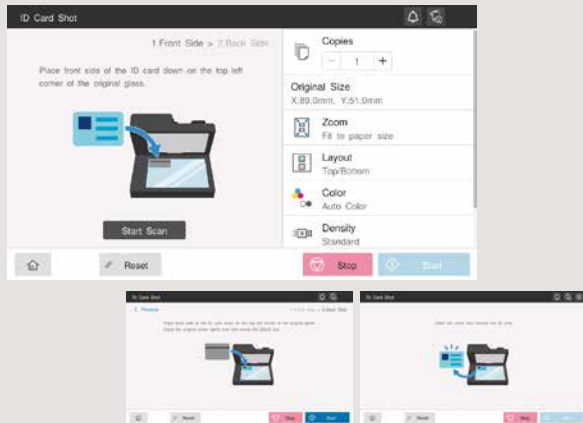 ID Card Shot
1.Front Side > 2.Back Side
Place front side of the ID card down on the top left
corner of the original glass.
Start Scan
Copies
1
Original Size
X:89.0mm, Y:51.0mm
Zoom
Fit to paper size
Layout
Top/Bottom
Color
Auto Color
Density
Standard
Reset
Stop
Start
ID Card Shot
Previous
Reset
Stop
Start
ID Card Shot
Reset
Stop